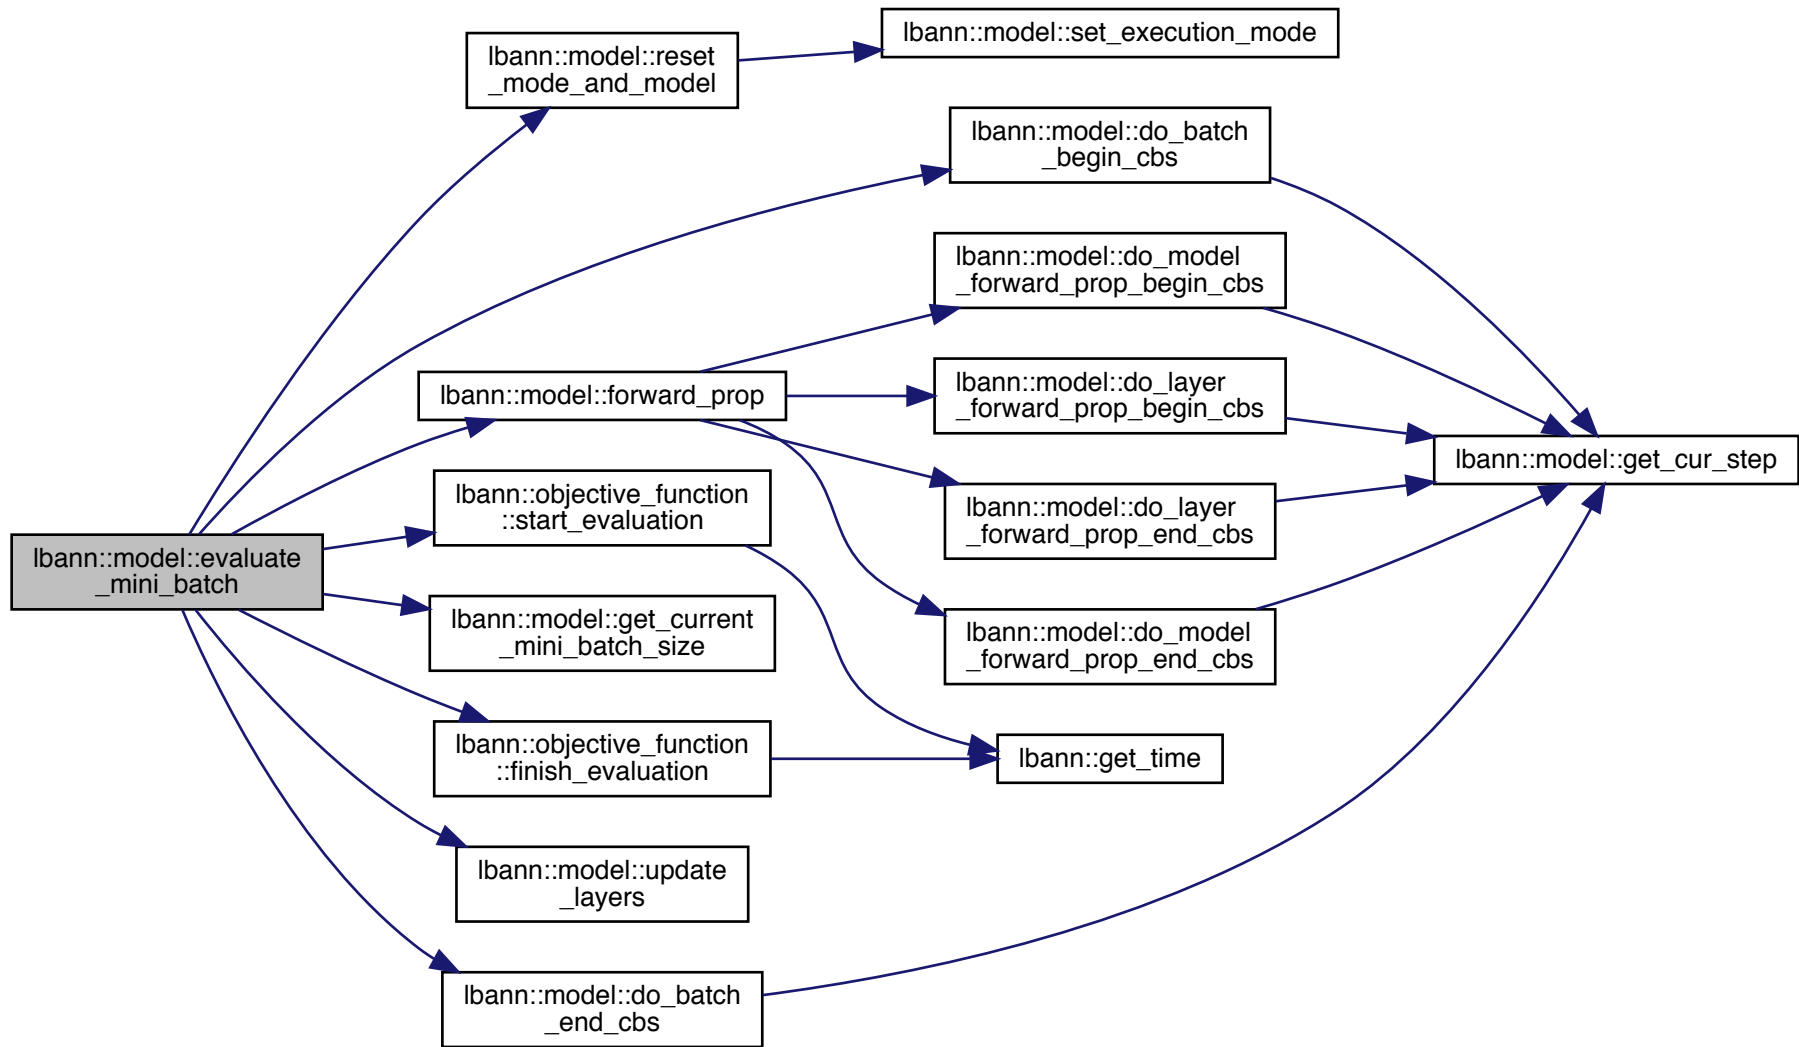 lbann::model::reset
_mode_and_model
lbann::model::set_execution_mode
lbann::model::do_batch
_begin_cbs
lbann::model::do_model
_forward_prop_begin_cbs
lbann::model::forward_prop
lbann::model::do_layer
_forward_prop_begin_cbs
lbann::model::get_cur_step
lbann::objective_function
::start_evaluation
lbann::model::do_layer
_forward_prop_end_cbs
lbann::model::evaluate
_mini_batch
lbann::model::get_current
_mini_batch_size
lbann::model::do_model
_forward_prop_end_cbs
lbann::objective_function
::finish_evaluation
lbann::get_time
lbann::model::update
_layers
lbann::model::do_batch
_end_cbs